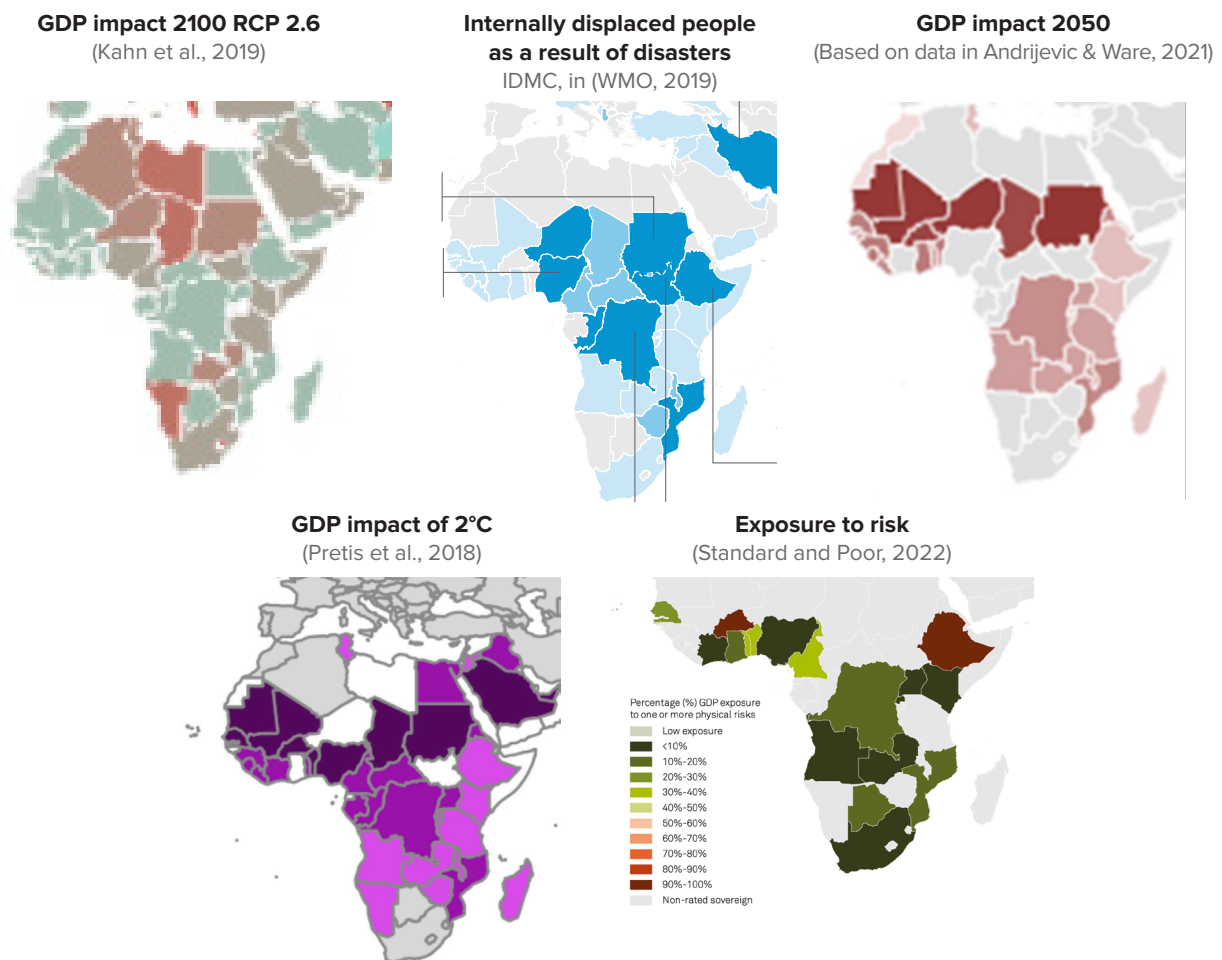 GDP impact 2100 RCP 2.6
(Kahn et al., 2019)
Internally displaced people
as a result of disasters
IDMC, in (WMO, 2019)
GDP impact 2050
(Based on data in Andrijevic & Ware, 2021)
GDP impact of 2°C
(Pretis et al., 2018)
Exposure to risk
(Standard and Poor, 2022)
Percentage (%) GDP exposure
to one or more physical risks
Low exposure
<10%
10%-20%
20%-30%
30%-40%
40%-50%
50%-60%
60%-70%
70%-80%
80%-90%
90%-100%
Non-rated sovereign